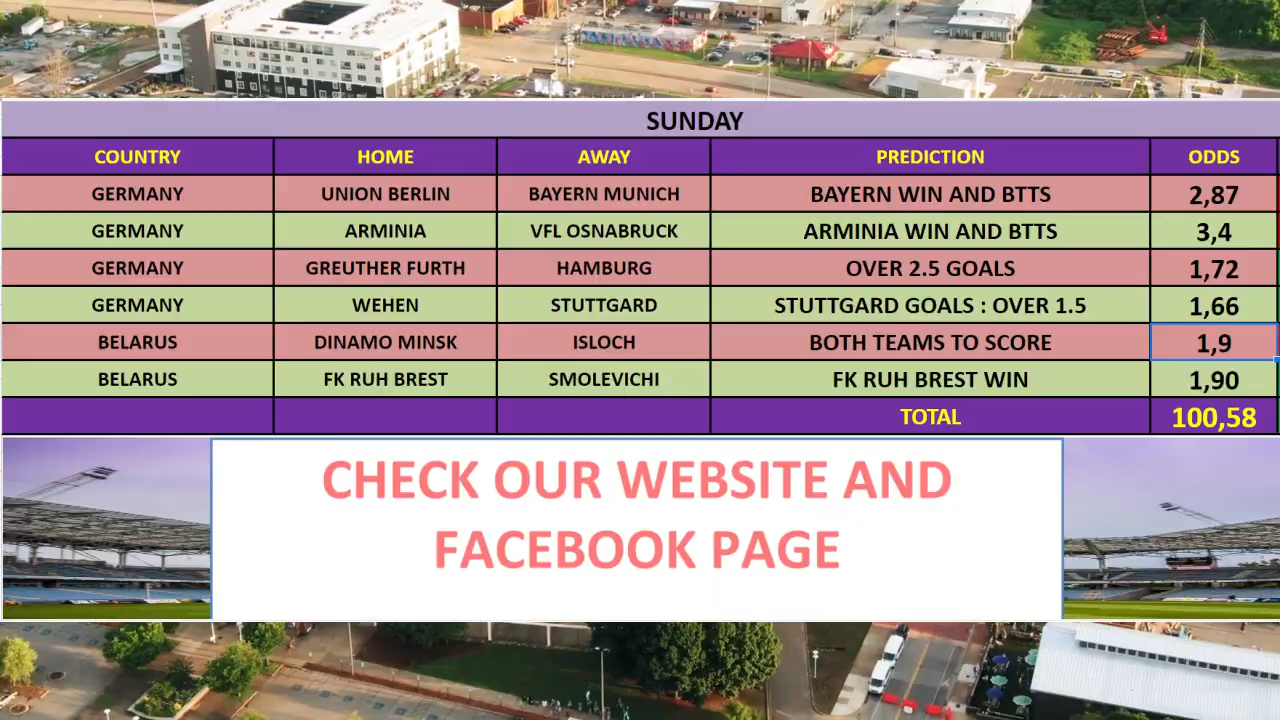 SUNDAY
COUNTRY HOME AWAY PREDICTION ODDS
GERMANY UNION BERLIN BAYERN MUNICH BAYERN WIN AND BTTS 2,87
GERMANY ARMINIA VFL OSNABRUCK ARMINIA WIN AND BTTS 3,4
GERMANY GREUTHER FURTH HAMBURG OVER 2.5 GOALS 1,72
GERMANY WEHEN STUTTGARD STUTTGARD GOALS : OVER 1.5 1,66
BELARUS DINAMO MINSK ISLOCH BOTH TEAMS TO SCORE 1,9
BELARUS FK RUH BREST SMOLEVICHI FK RUH BREST WIN 1,90
TOTAL 100,58
CHECK OUR WEBSITE AND
FACEBOOK PAGE